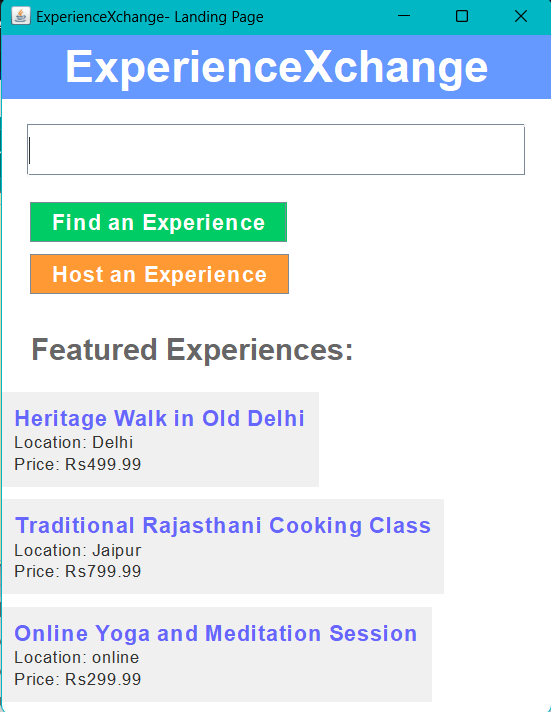 ExperienceXchange- Landing Page
ExperienceXchange
Find an Experience
Host an Experience
Featured Experiences:
Heritage Walk in Old Delhi
Location: Delhi
Price: Rs499.99
Traditional Rajasthani Cooking Class
Location: Jaipur
Price: Rs799.99
Online Yoga and Meditation Session
Location: online
Price: Rs299.99